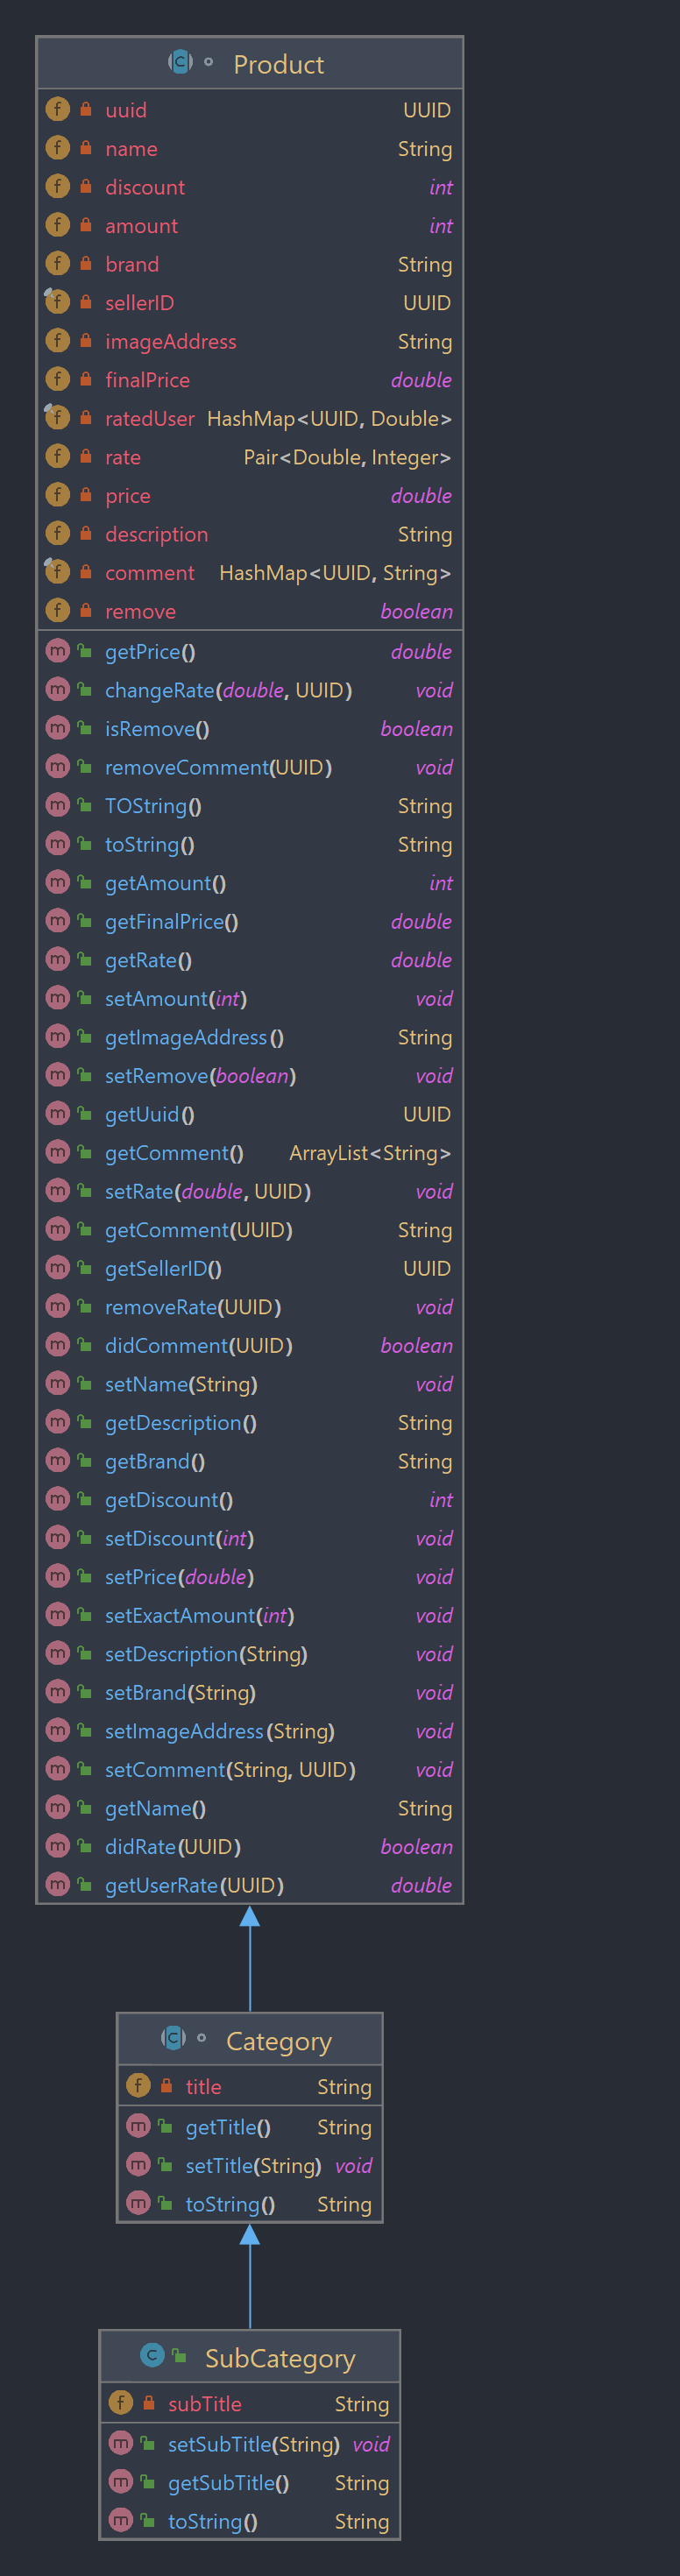 Product
uuid UUID
name String
discount int
amount int
brand String
sellerID UUID
imageAddress String
finalPrice double
ratedUser HashMap<UUID, Double>
rate Pair<Double, Integer>
price double
description String
comment HashMap<UUID, String>
remove boolean
getPrice() double
changeRate(double, UUID) void
isRemove() boolean
removeComment(UUID) void
TOString() String
toString() String
getAmount() int
getFinalPrice() double
getRate() double
setAmount(int) void
getImageAddress() String
setRemove(boolean) void
getUuid() UUID
getComment() ArrayList<String>
setRate(double, UUID) void
getComment(UUID) String
getSellerID() UUID
removeRate(UUID) void
didComment(UUID) boolean
setName(String) void
getDescription() String
getBrand() String
getDiscount() int
setDiscount(int) void
setPrice(double) void
setExactAmount(int) void
setDescription(String) void
setBrand(String) void
setImageAddress(String) void
setComment(String, UUID) void
getName() String
didRate(UUID) boolean
getUserRate(UUID) double
Category
title String
getTitle() String
setTitle(String) void
toString() String
SubCategory
subTitle String
setSubTitle(String) void
getSubTitle() String
toString() String